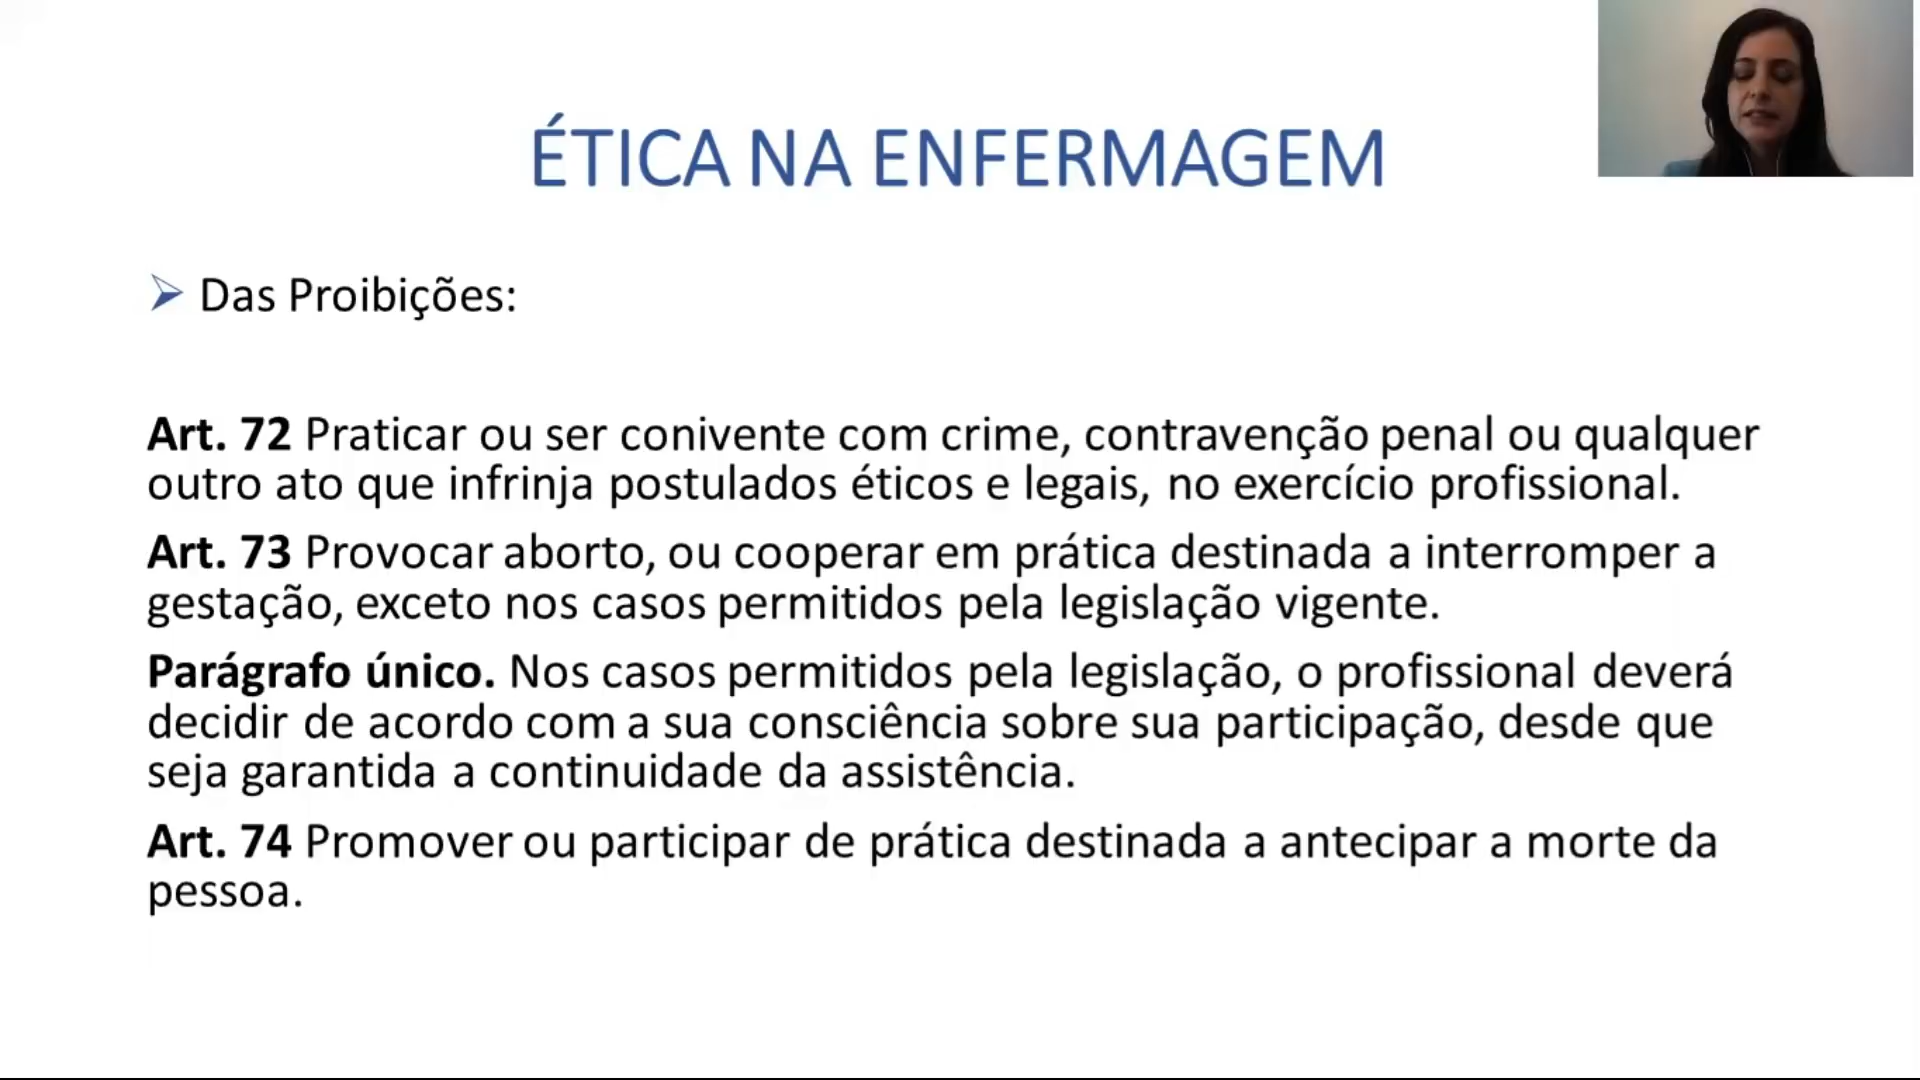 ÉTICA NA ENFERMAGEM
Das Proibições:
Art. 72 Praticar ou ser conivente com crime, contravenção penal ou qualquer
outro ato que infrinja postulados éticos e legais, no exercício profissional.
Art. 73 Provocar aborto, ou cooperar em prática destinada a interromper a
gestação, exceto nos casos permitidos pela legislação vigente.
Parágrafo único. Nos casos permitidos pela legislação, o profissional deverá
decidir de acordo com a sua consciência sobre sua participação, desde que
seja garantida a continuidade da assistência.
Art. 74 Promover ou participar de prática destinada a antecipar a morte da
pessoa.